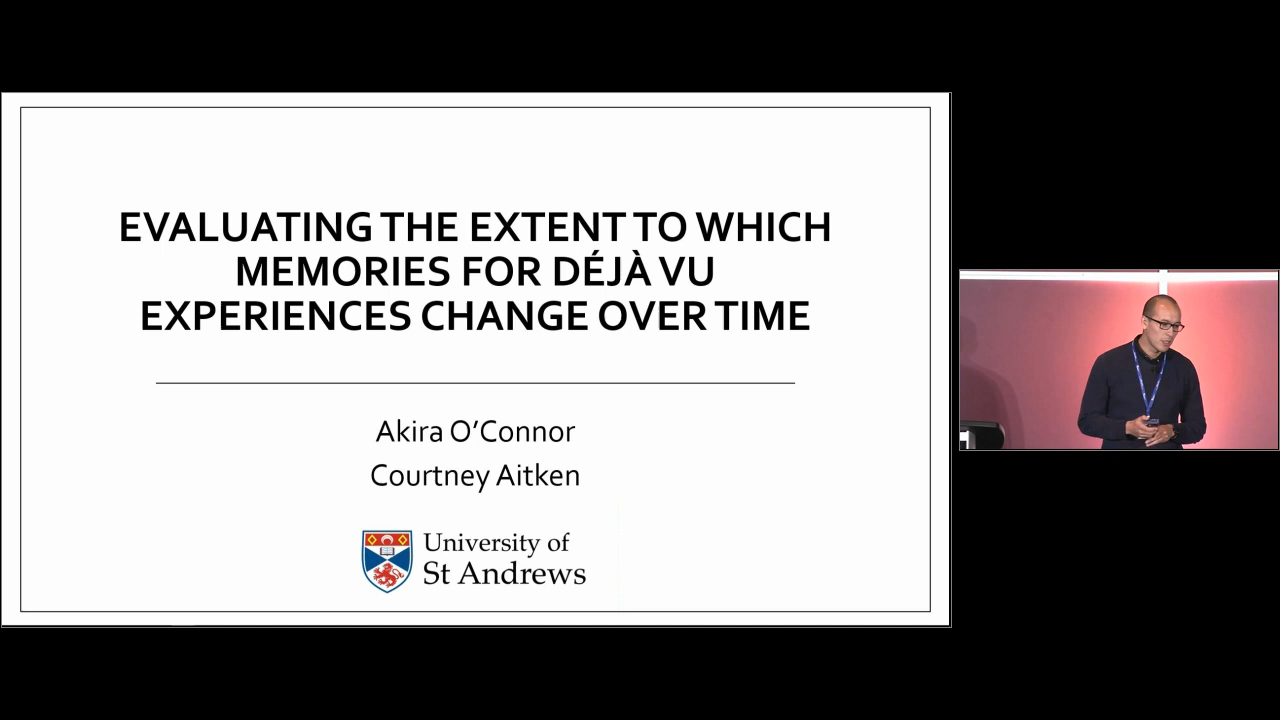 EVALUATING THE EXTENT TO WHICH
MEMORIES FOR DÉJÀ VU
EXPERIENCES CHANGE OVER TIME
Akira O’Connor
Courtney Aitken
University of
St Andrews